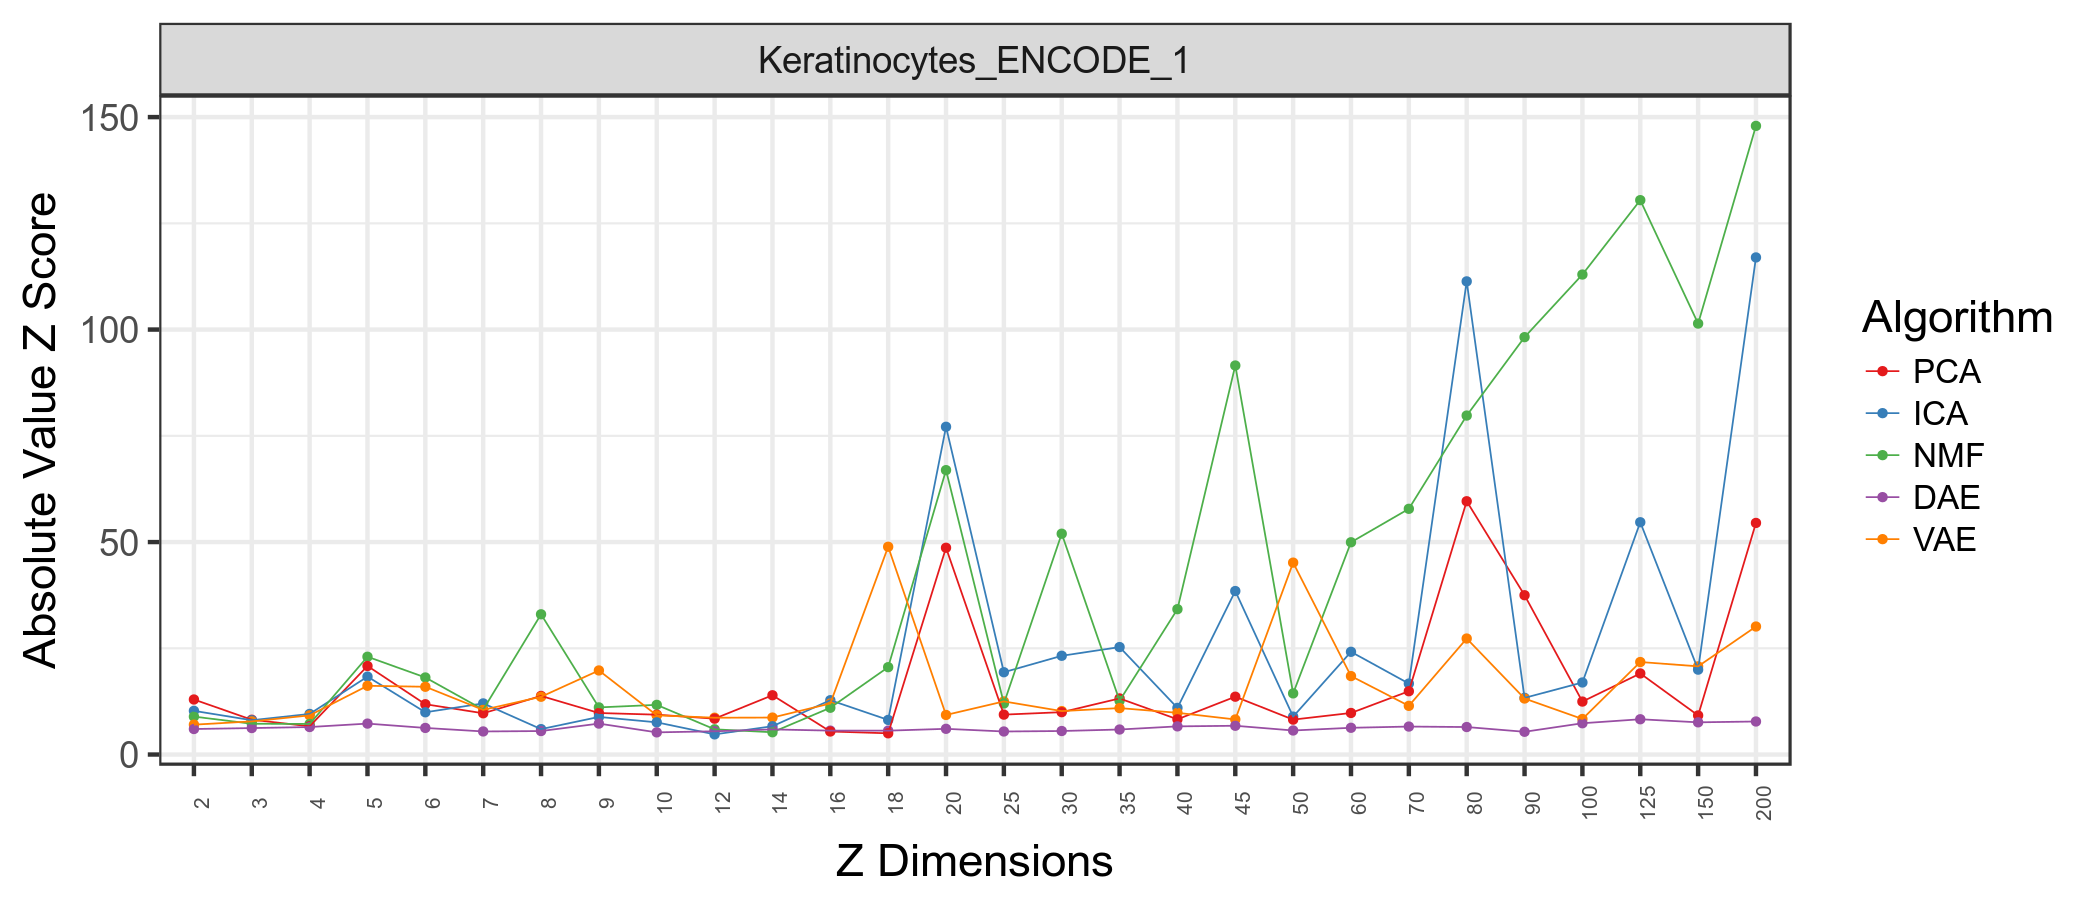 Keratinocytes_ENCODE_1
150
100
50
0
Absolute Value Z Score
2 3 4 5 6 7 8 9 10 12 14 16 18 20 25 30 35 40 45 50 60 70 80 90 100 125 150 200
Z Dimensions
Algorithm
PCA
ICA
NMF
DAE
VAE